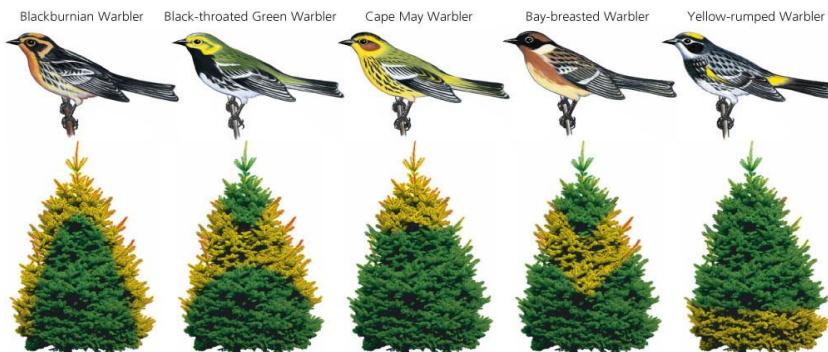 Blackburnian Warbler
Black-throated Green Warbler
Cape May Warbler
Bay-breasted Warbler
Yellow-rumped Warbler